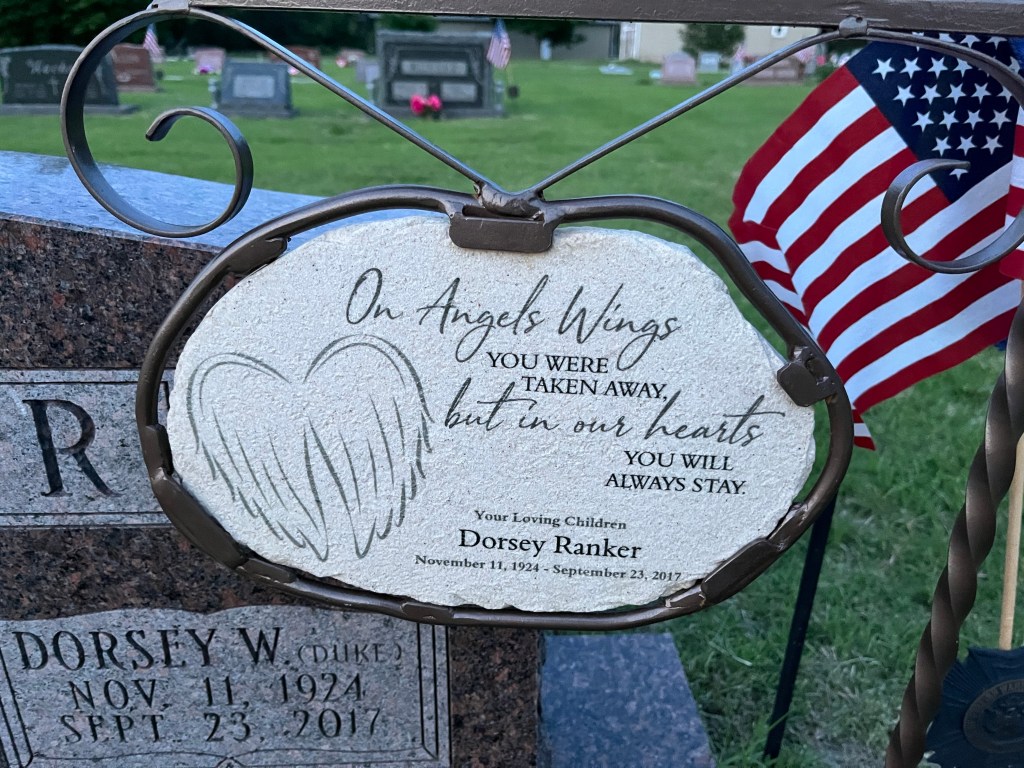 On Angels Wings
YOU WERE
TAKEN AWAY,
but in our hearts
YOU WILL
ALWAYS STAY.
Your Loving Children
Dorsey Ranker
November 11, 1924 - September 23, 2017
R
DORSEY W. (DUKE)
NOV. 11, 1924
SEPT. 23, 2017